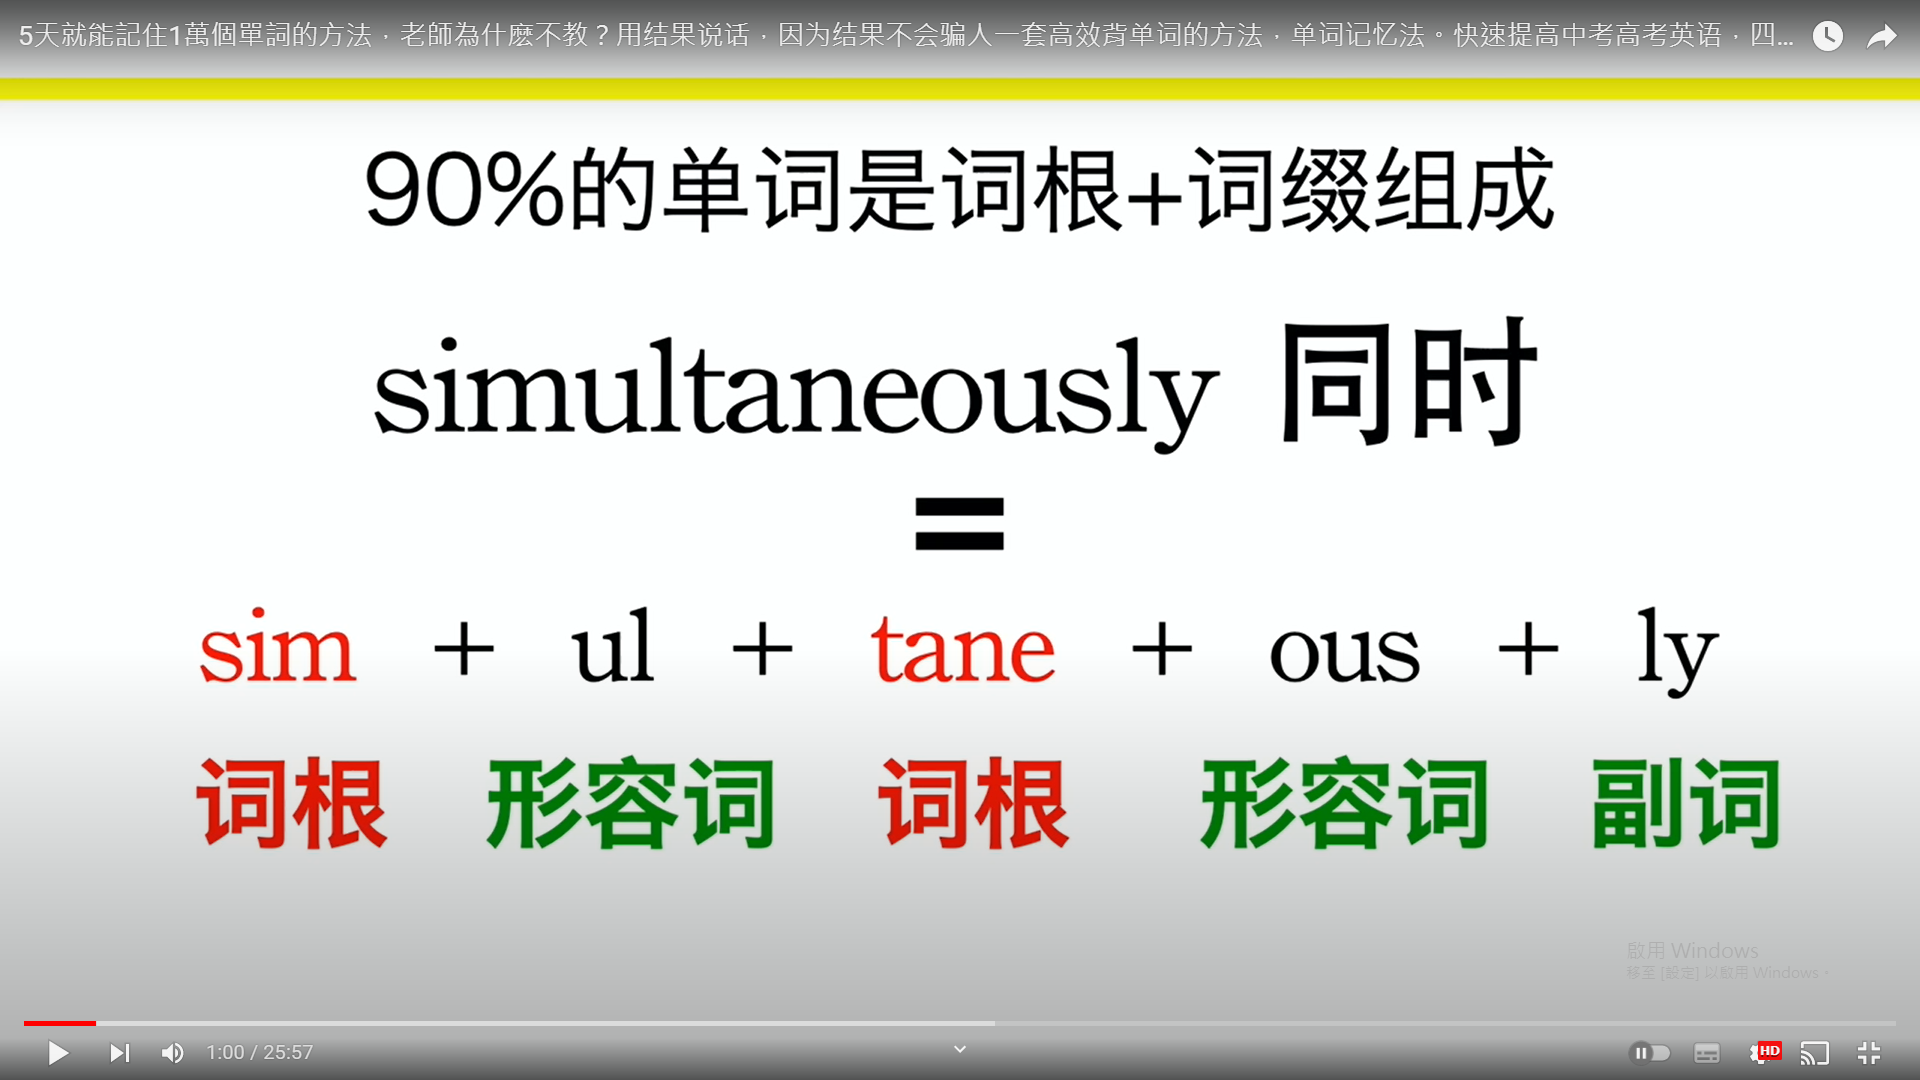 5天就能記住1萬個單詞的方法，老師為什麽不教？用结果说话，因为结果不会骗人一套高效背单词的方法，单词记忆法。快速提高中考高考英语，四...
90%的单词是词根+词缀组成
simultaneously 同时
=
sim + ul + tane + ous + ly
词根 形容词 词根 形容词 副词
啟用 Windows
移至 [設定] 以啟用 Windows。
1:00 / 25:57
HD